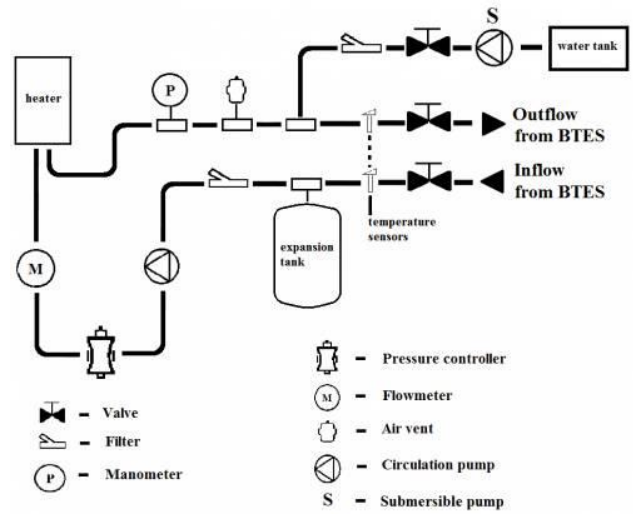 S
water tank
heater
P
Outflow
from BTES
Inflow
from BTES
temperature
sensors
expansion
tank
M
- Pressure controller
M - Flowmeter
- Valve
- Air vent
- Filter
- Circulation pump
P - Manometer
S - Submersible pump